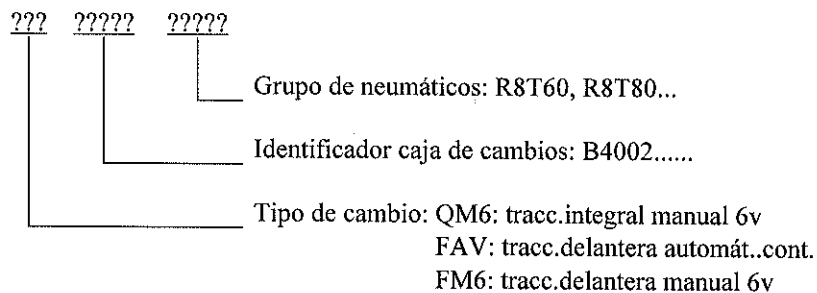 ??? ????? ?????
Grupo de neumáticos: R8T60, R8T80...
Identificador caja de cambios: B4002......
Tipo de cambio: QM6: tracc.integral manual 6v
FAV: tracc.delantera automát..cont.
FM6: tracc.delantera manual 6v